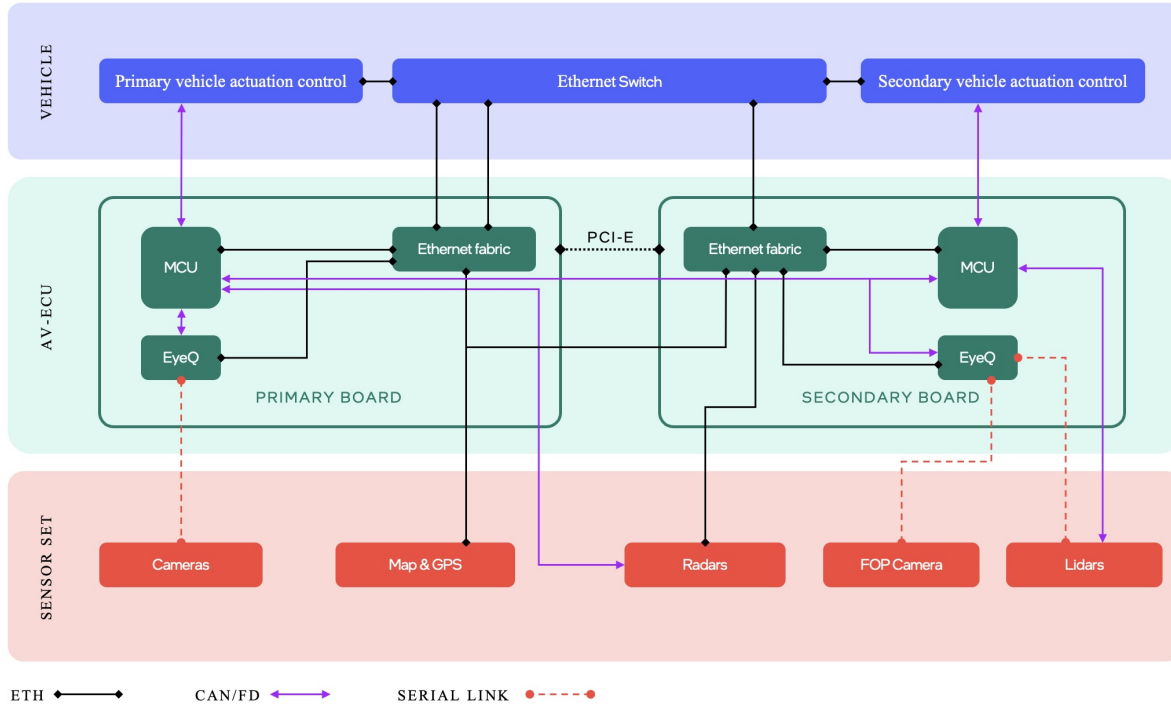 VEHICLE
Primary vehicle actuation control
Ethernet Switch
Secondary vehicle actuation control
AV-ECU
MCU
Ethernet fabric
PCI-E
Ethernet fabric
MCU
EyeQ
EyeQ
PRIMARY BOARD
SECONDARY BOARD
SENSOR SET
Cameras
Map & GPS
Radars
FOP Camera
Lidars
ETH
CAN/FD
SERIAL LINK